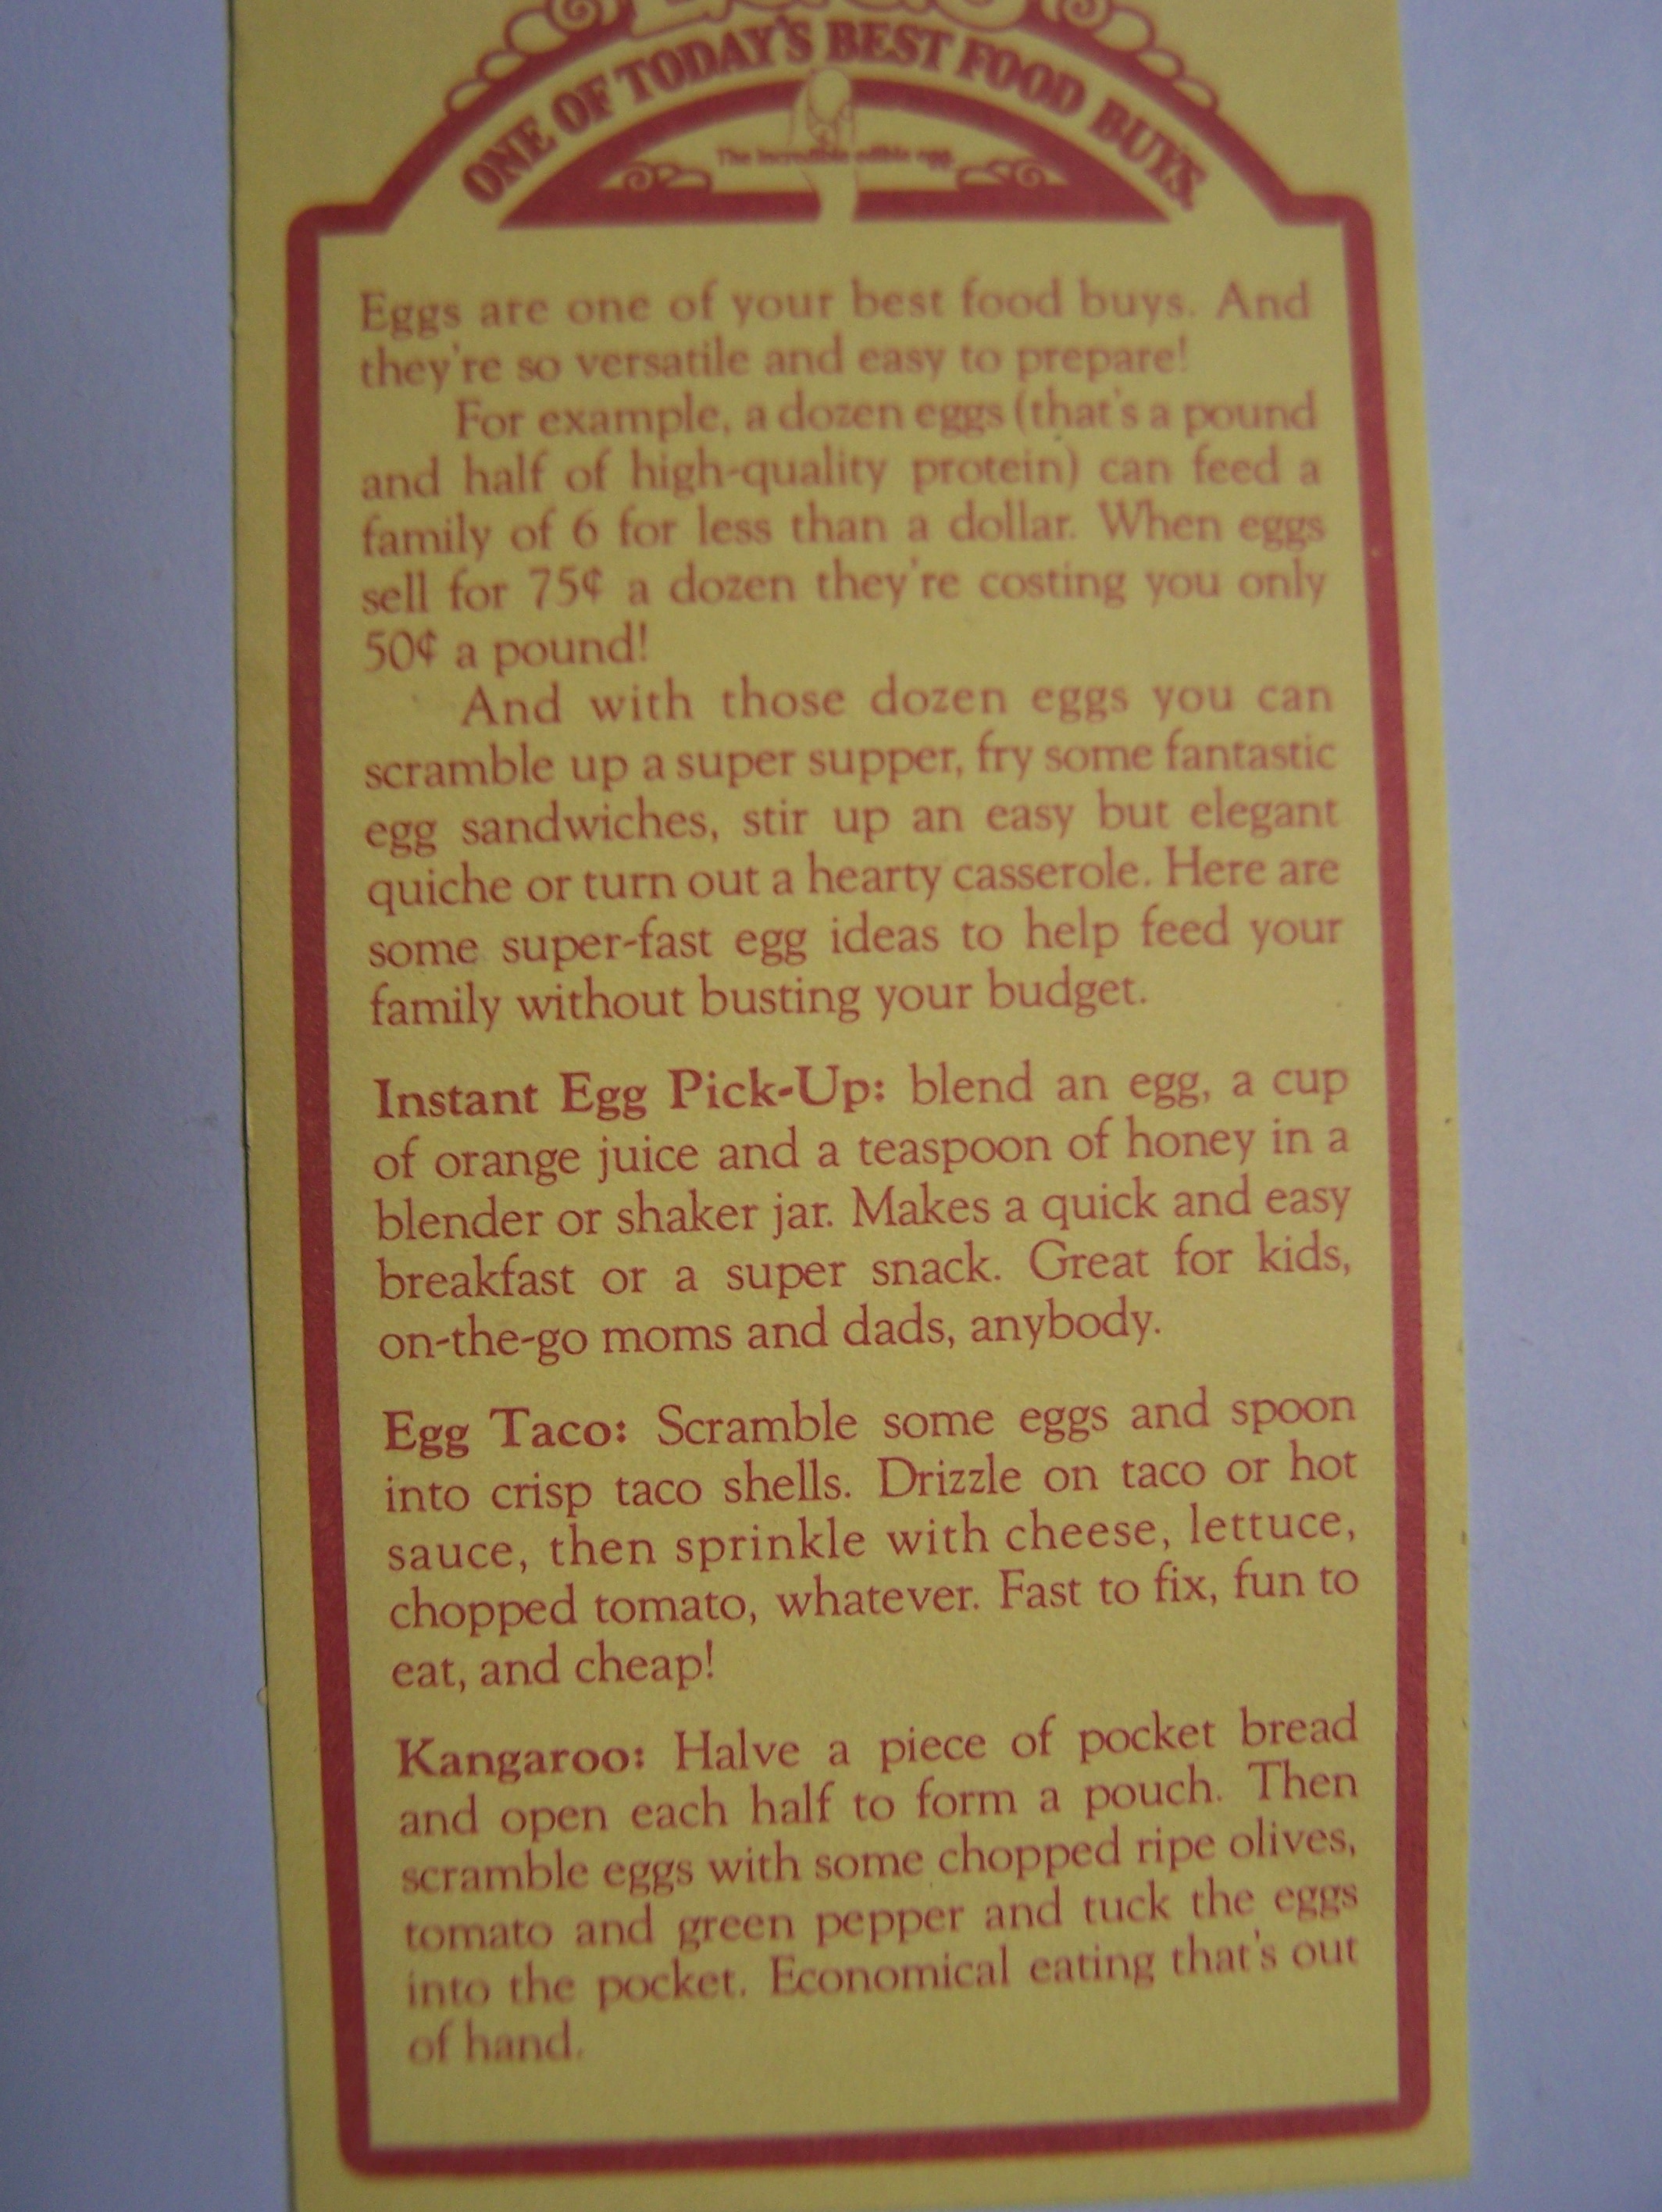 ONE OF TODAY'S BEST FOOD BUYS.
The incredible edible egg.
Eggs are one of your best food buys. And
they're so versatile and easy to prepare!
For example, a dozen eggs (that's a pound
and half of high-quality protein) can feed a
family of 6 for less than a dollar. When eggs
sell for 75¢ a dozen they're costing you only
50¢ a pound!
And with those dozen eggs you can
scramble up a super supper, fry some fantastic
egg sandwiches, stir up an easy but elegant
quiche or turn out a hearty casserole. Here are
some super-fast egg ideas to help feed your
family without busting your budget.
Instant Egg Pick-Up: blend an egg, a cup
of orange juice and a teaspoon of honey in a
blender or shaker jar. Makes a quick and easy
breakfast or a super snack. Great for kids,
on-the-go moms and dads, anybody.
Egg Taco: Scramble some eggs and spoon
into crisp taco shells. Drizzle on taco or hot
sauce, then sprinkle with cheese, lettuce,
chopped tomato, whatever. Fast to fix, fun to
eat, and cheap!
Kangaroo: Halve a piece of pocket bread
and open each half to form a pouch. Then
scramble eggs with some chopped ripe olives,
tomato and green pepper and tuck the eggs
into the pocket. Economical eating that's out
of hand.